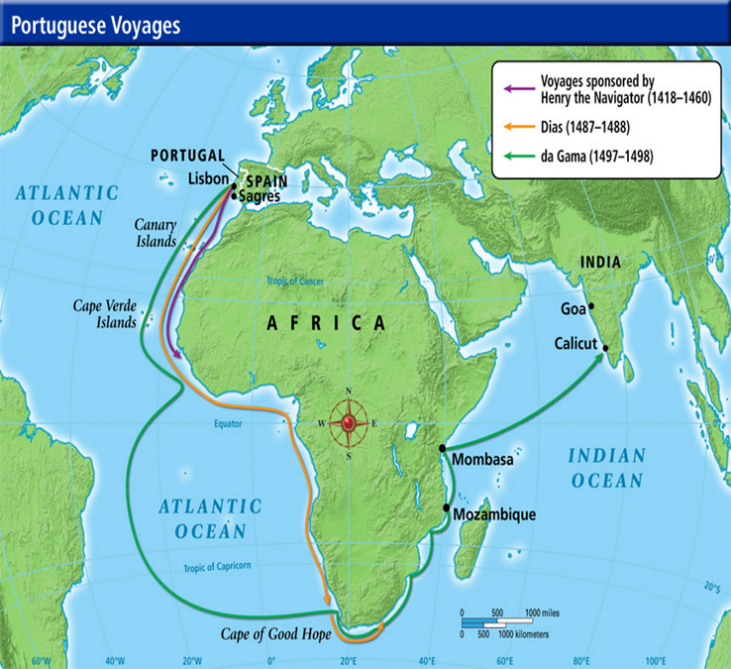 Portuguese Voyages
Voyages sponsored by
Henry the Navigator (1418–1460)
Dias (1487–1488)
da Gama (1497–1498)
PORTUGAL
Lisbon
SPAIN
Sagres
ATLANTIC
OCEAN
Canary
Islands
Cape Verde
Islands
Tropic of Cancer
AFRICA
INDIA
Goa
Calicut
20°N
N
W
E
S
Equator
0°
Mombasa
INDIAN
OCEAN
ATLANTIC
OCEAN
Mozambique
Tropic of Capricorn
20°S
Cape of Good Hope
0 500 1000 miles
0 500 1000 kilometers
60°W
40°W
20°W
0°
20°E
40°E
60°E
80°E
100°E